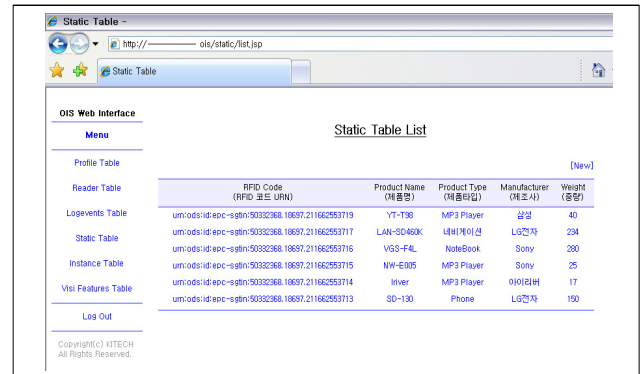 Static Table -
http://
ois/static/list.jsp
Static Table
OIS Web Interface
Menu
Profile Table
Reader Table
Logevents Table
Static Table
Instance Table
Visi Features Table
Log Out
Copyright(c) KITECH
All Rights Reserved.
Static Table List
[New]
RFID Code Product Name Product Type Manufacturer Weight
(RFID 코드 URN) (제품명) (제품타입) (제조사) (중량)
urn:ods:id:epc-sgtin:50332368.18697.211662553719 YT-T98 MP3 Player 삼성 40
urn:ods:id:epc-sgtin:50332368.18697.211662553717 LAN-SD460K 네비게이션 LG전자 234
urn:ods:id:epc-sgtin:50332368.18697.211662553716 VGS-F4L NoteBook Sony 280
urn:ods:id:epc-sgtin:50332368.18697.211662553715 NW-E005 MP3 Player Sony 25
urn:ods:id:epc-sgtin:50332368.18697.211662553714 Iriver MP3 Player 아이리버 17
urn:ods:id:epc-sgtin:50332368.18697.211662553713 SD-130 Phone LG전자 150